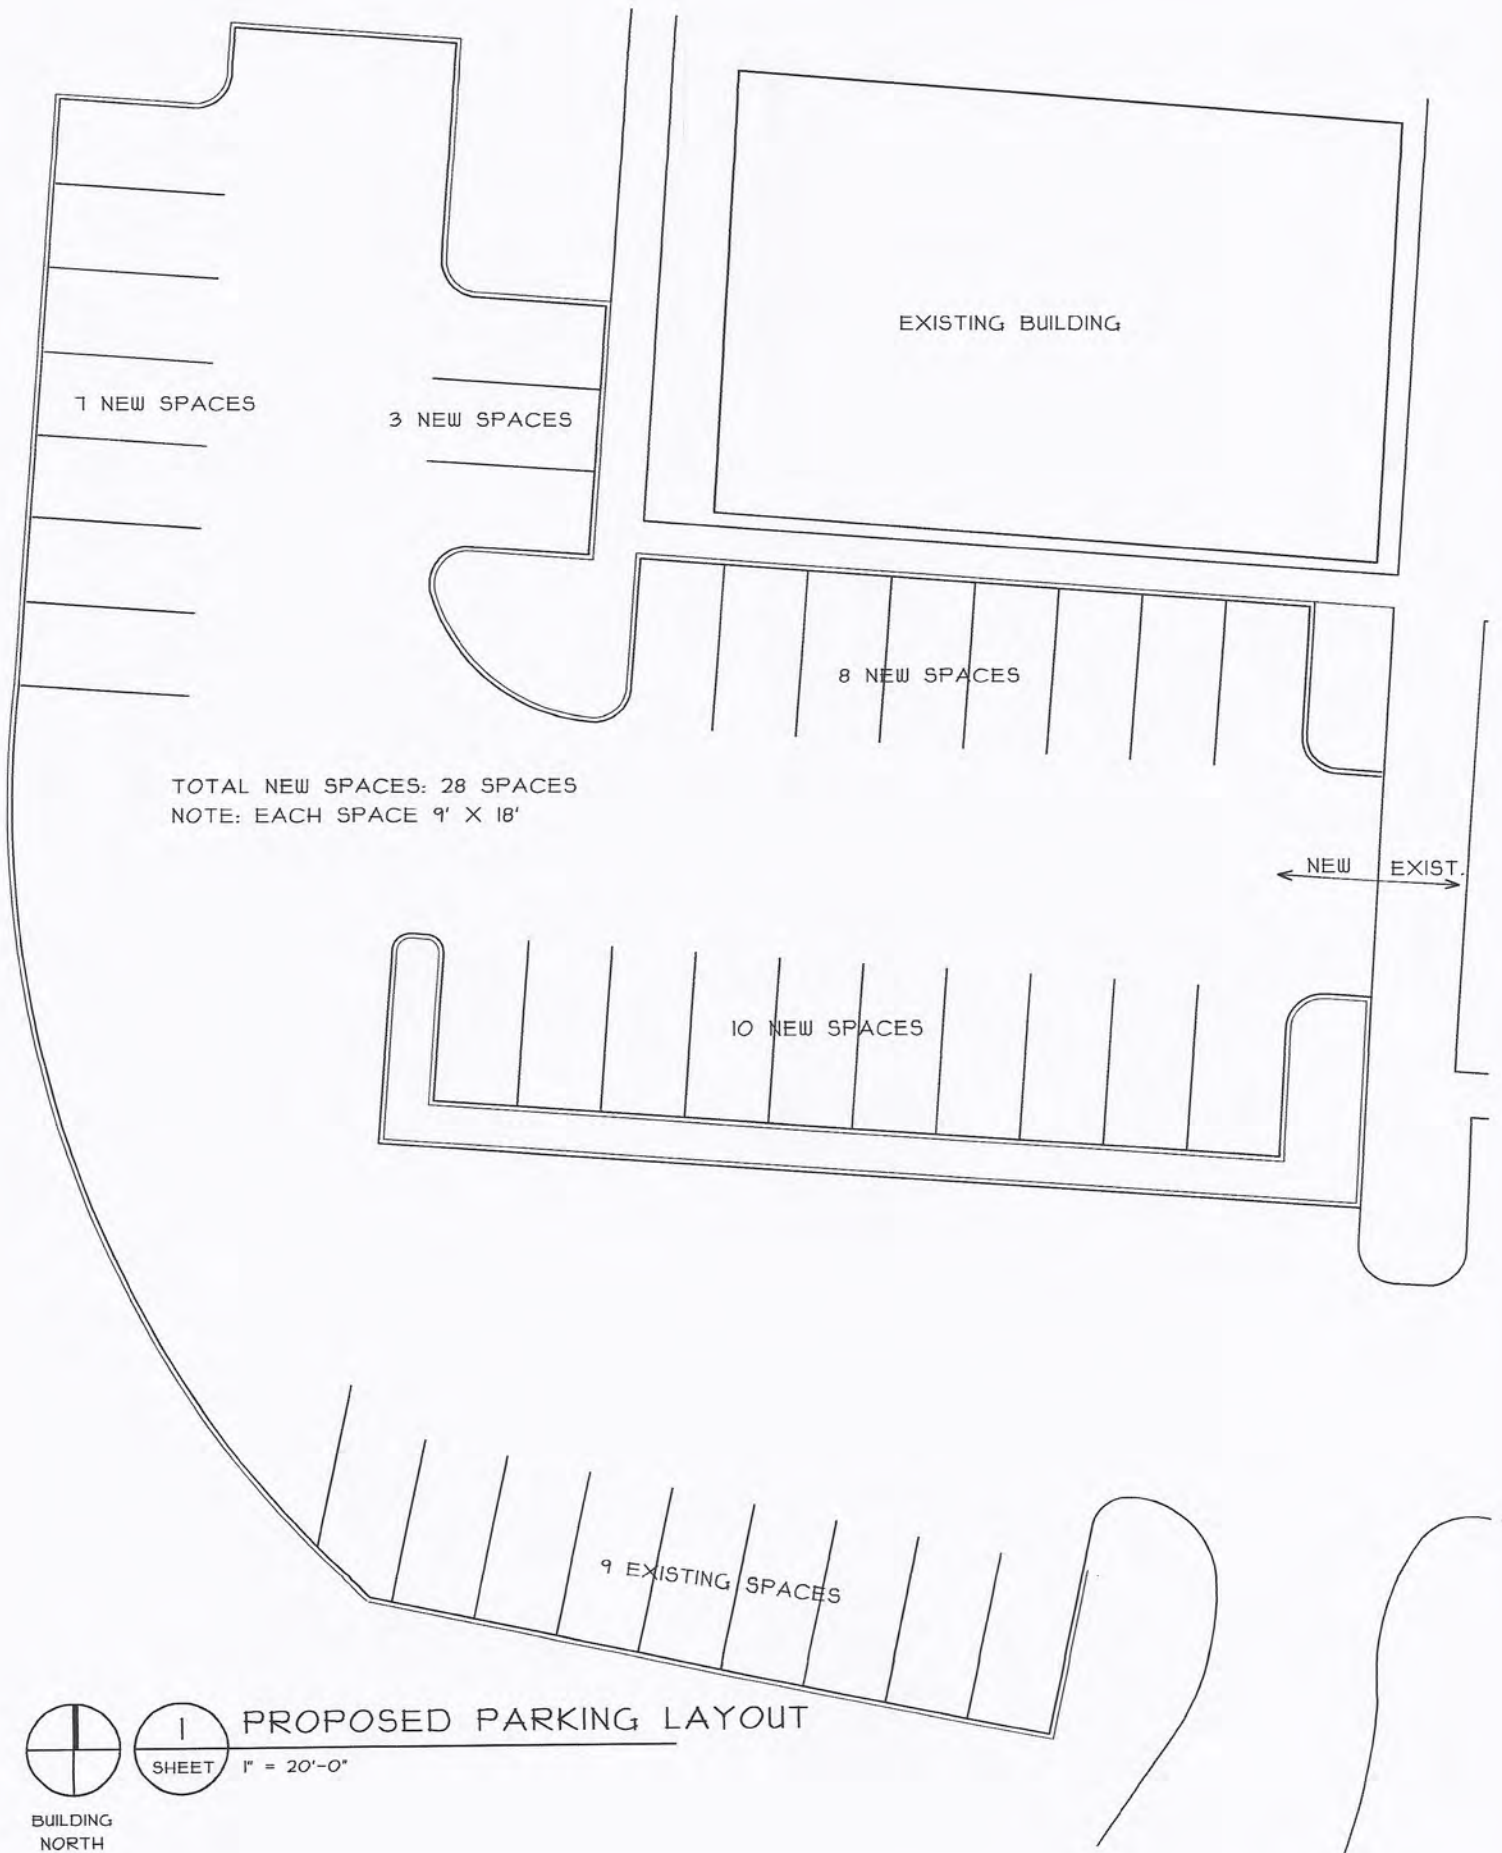 EXISTING BUILDING
7 NEW SPACES
3 NEW SPACES
8 NEW SPACES
TOTAL NEW SPACES: 28 SPACES
NOTE: EACH SPACE 9' X 18'
NEW EXIST.
10 NEW SPACES
9 EXISTING SPACES
1 PROPOSED PARKING LAYOUT
SHEET 1" = 20'-0"
BUILDING
NORTH